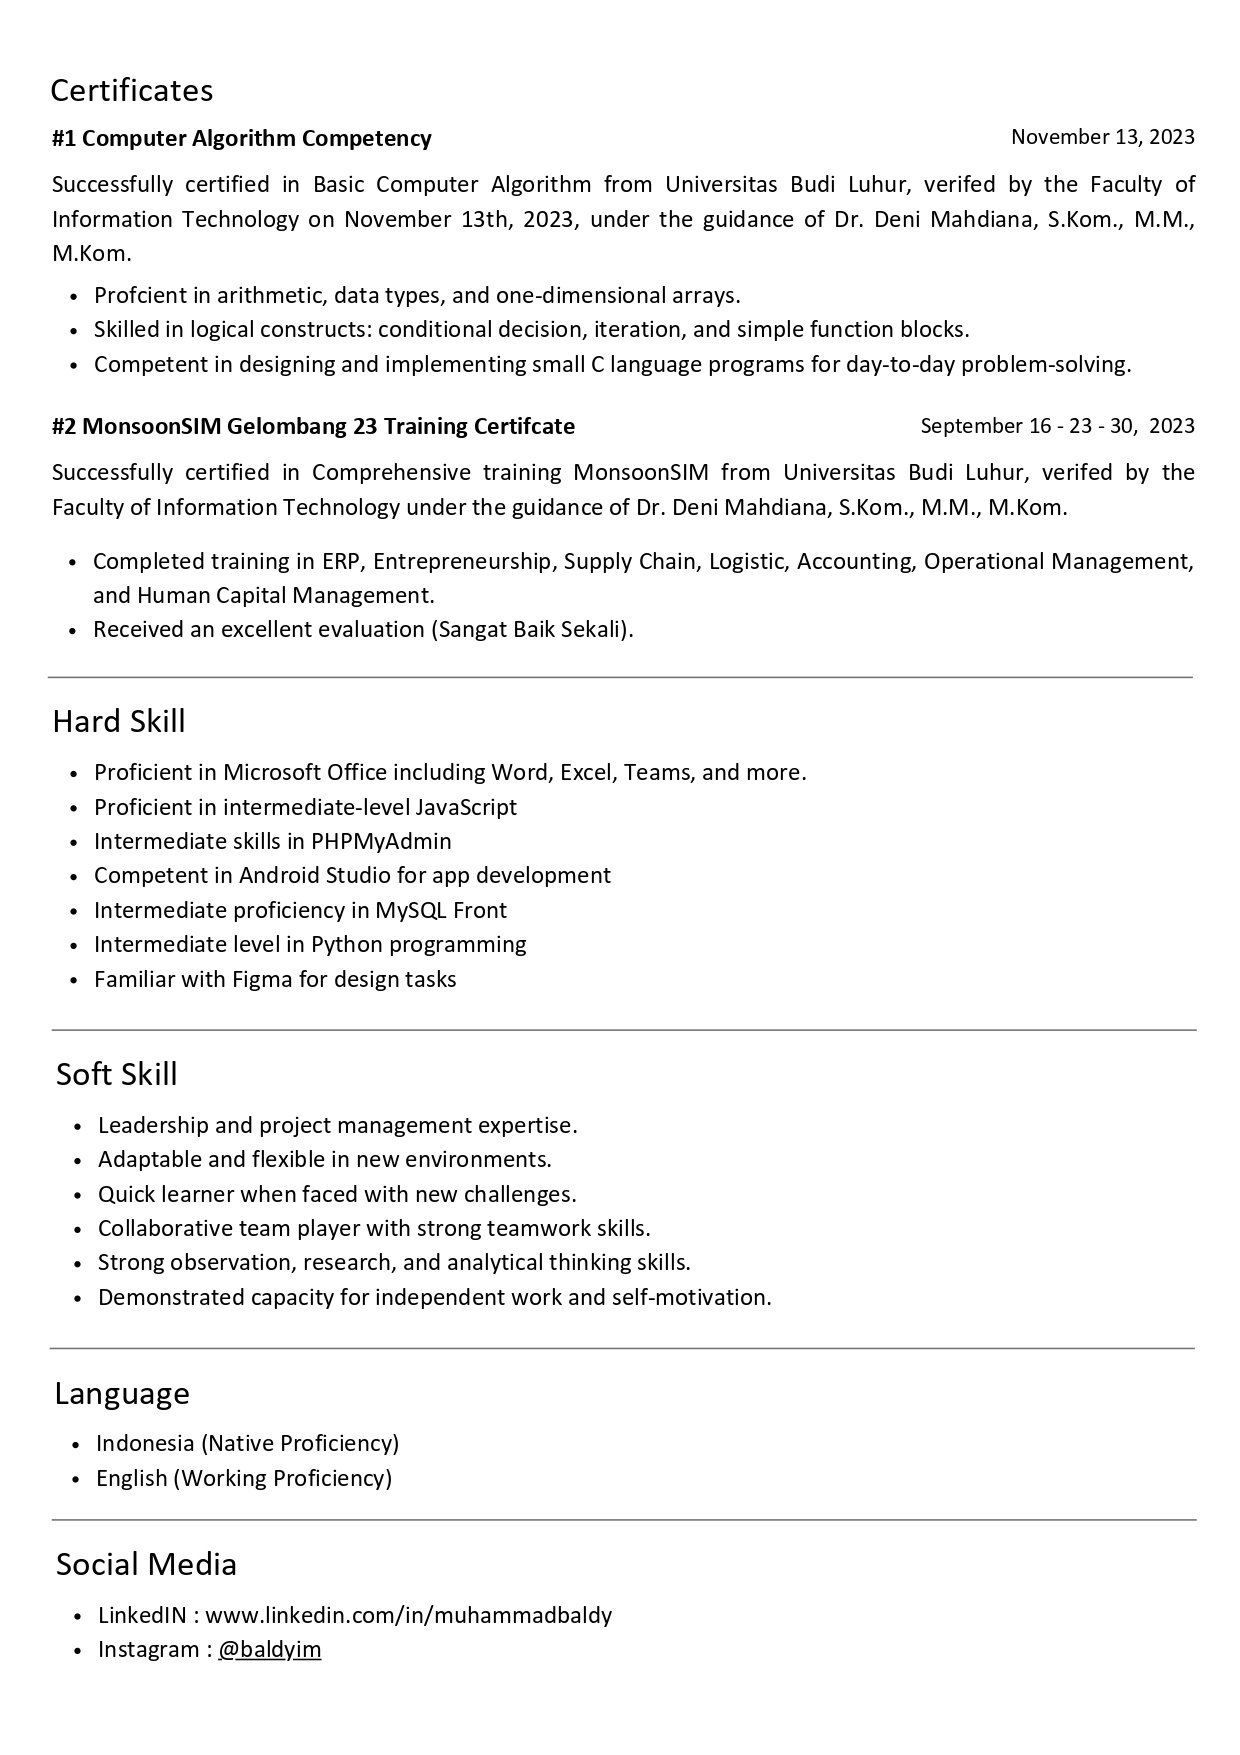 Certificates
#1 Computer Algorithm Competency November 13, 2023
Successfully certified in Basic Computer Algorithm from Universitas Budi Luhur, verifed by the Faculty of
Information Technology on November 13th, 2023, under the guidance of Dr. Deni Mahdiana, S.Kom., M.M.,
M.Kom.
• Profcient in arithmetic, data types, and one-dimensional arrays.
• Skilled in logical constructs: conditional decision, iteration, and simple function blocks.
• Competent in designing and implementing small C language programs for day-to-day problem-solving.
#2 MonsoonSIM Gelombang 23 Training Certifcate September 16 - 23 - 30, 2023
Successfully certified in Comprehensive training MonsoonSIM from Universitas Budi Luhur, verifed by the
Faculty of Information Technology under the guidance of Dr. Deni Mahdiana, S.Kom., M.M., M.Kom.
• Completed training in ERP, Entrepreneurship, Supply Chain, Logistic, Accounting, Operational Management,
and Human Capital Management.
• Received an excellent evaluation (Sangat Baik Sekali).
Hard Skill
• Proficient in Microsoft Office including Word, Excel, Teams, and more.
• Proficient in intermediate-level JavaScript
• Intermediate skills in PHPMyAdmin
• Competent in Android Studio for app development
• Intermediate proficiency in MySQL Front
• Intermediate level in Python programming
• Familiar with Figma for design tasks
Soft Skill
• Leadership and project management expertise.
• Adaptable and flexible in new environments.
• Quick learner when faced with new challenges.
• Collaborative team player with strong teamwork skills.
• Strong observation, research, and analytical thinking skills.
• Demonstrated capacity for independent work and self-motivation.
Language
• Indonesia (Native Proficiency)
• English (Working Proficiency)
Social Media
• LinkedIN : www.linkedin.com/in/muhammadbaldy
• Instagram : @baldyim